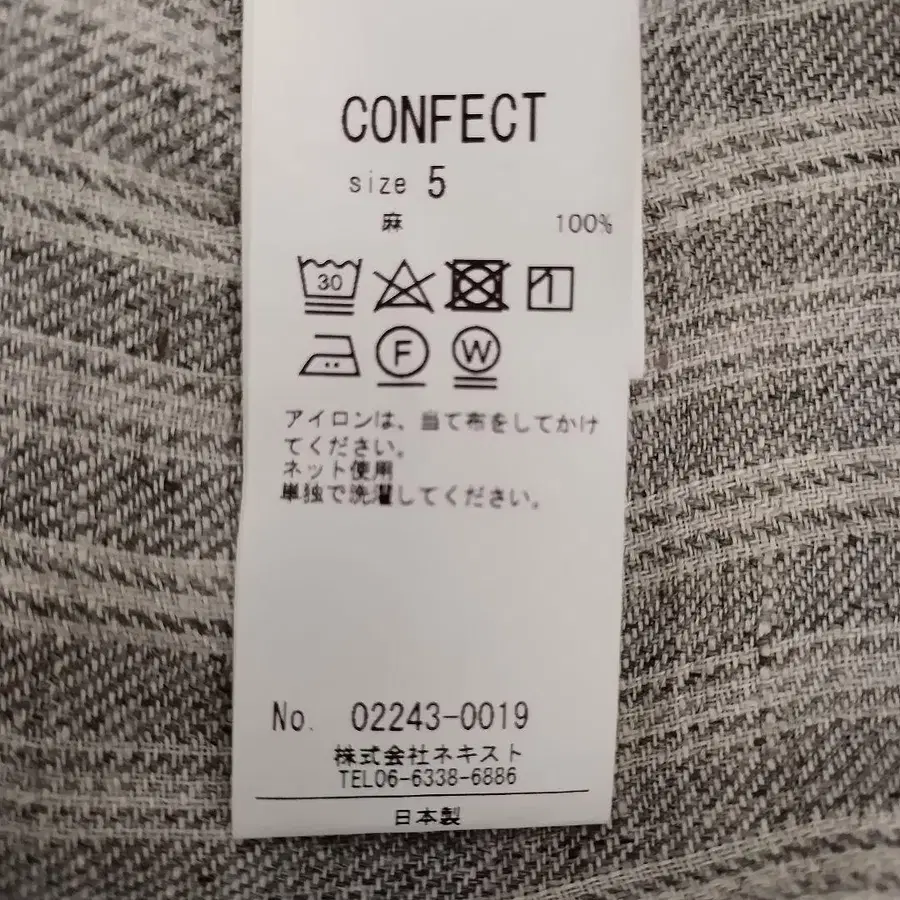 CONFECT
size 5
麻 100%
30
F W
アイロンは、当て布をしてかけ
てください。
ネット使用
単独で洗濯してください。
No. 02243-0019
株式会社ネキスト
TEL06-6338-6886
日本製